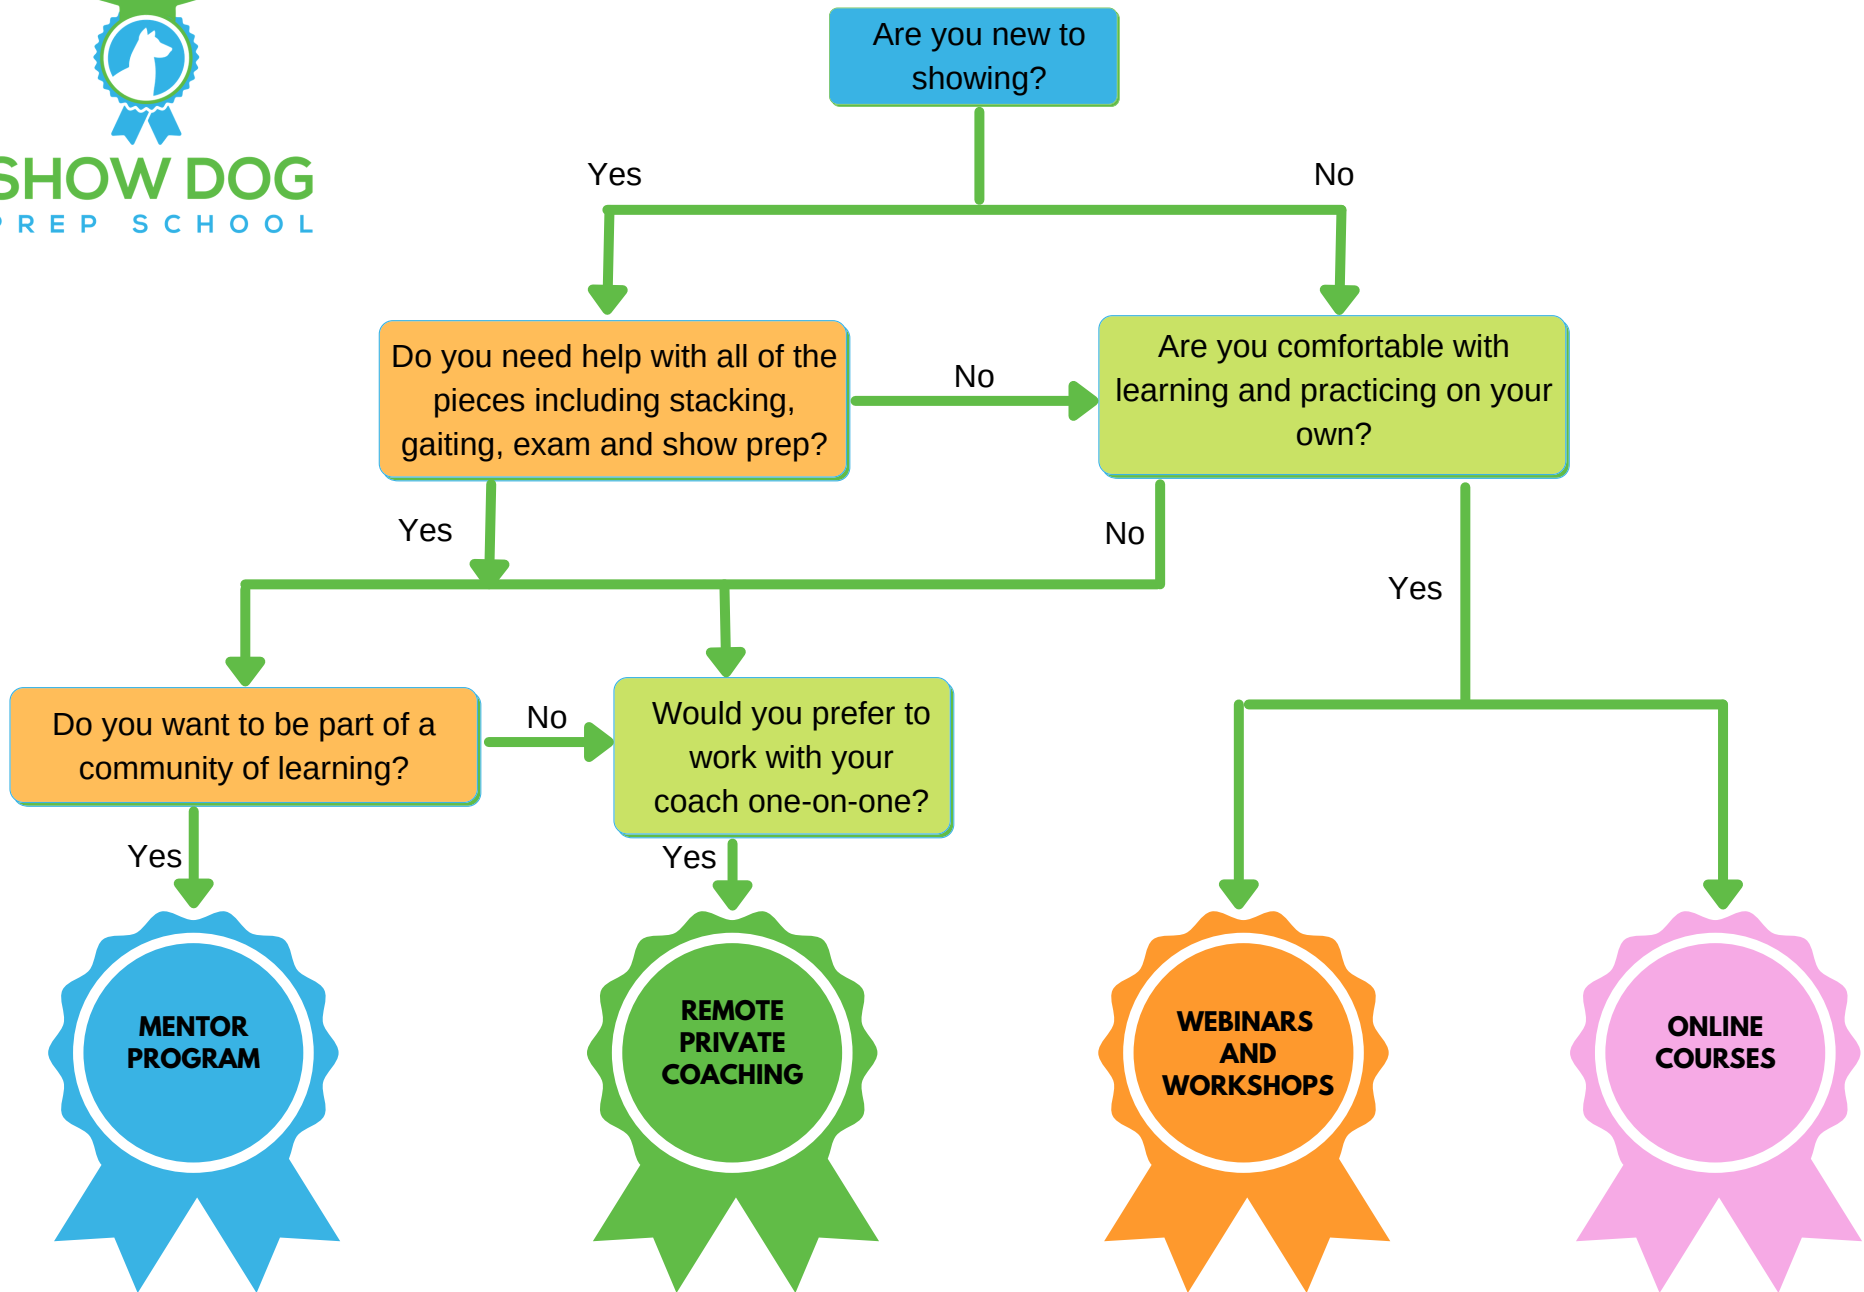 Are you new to
showing?
SHOW DOG
PREP SCHOOL
Yes
No
Do you need help with all of the
pieces including stacking,
gaiting, exam and show prep?
No
Are you comfortable with
learning and practicing on your
own?
Yes
No
Yes
Do you want to be part of a
community of learning?
No
Would you prefer to
work with your
coach one-on-one?
Yes
Yes
MENTOR
PROGRAM
REMOTE
PRIVATE
COACHING
WEBINARS
AND
WORKSHOPS
ONLINE
COURSES